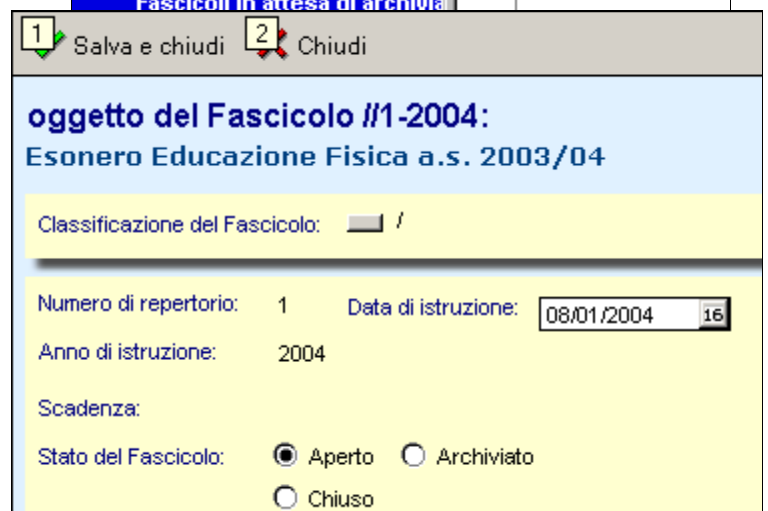 Fascicoli in attesa di archivia
1 Salva e chiudi 2 Chiudi
oggetto del Fascicolo //1-2004:
Esonero Educazione Fisica a.s. 2003/04
Classificazione del Fascicolo: /
Numero di repertorio: 1 Data di istruzione: 08/01/2004 16
Anno di istruzione: 2004
Scadenza:
Stato del Fascicolo: Aperto Archiviato
Chiuso